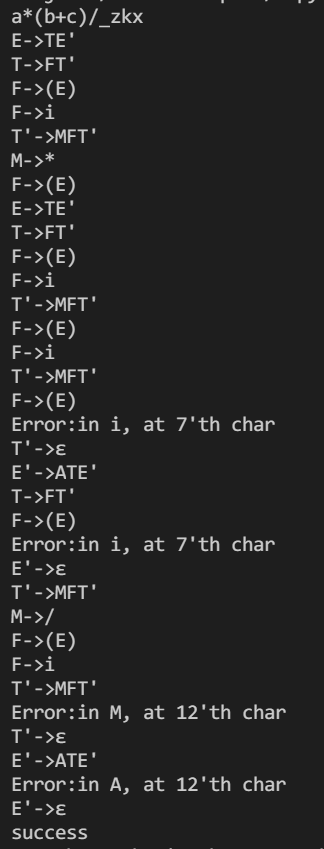 a*(b+c)/_zkx
E->TE'
T->FT'
F->(E)
F->i
T'->MFT'
M->*
F->(E)
E->TE'
T->FT'
F->(E)
F->i
T'->MFT'
F->(E)
F->i
T'->MFT'
F->(E)
Error:in i, at 7'th char
T'->ε
E'->ATE'
T->FT'
F->(E)
Error:in i, at 7'th char
E'->ε
T'->MFT'
M->/
F->(E)
F->i
T'->MFT'
Error:in M, at 12'th char
T'->ε
E'->ATE'
Error:in A, at 12'th char
E'->ε
success